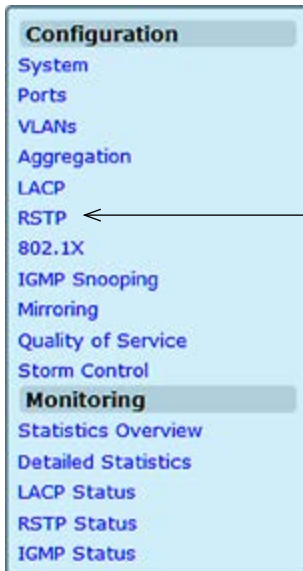 Configuration
System
Ports
VLANs
Aggregation
LACP
RSTP
802.1X
IGMP Snooping
Mirroring
Quality of Service
Storm Control
Monitoring
Statistics Overview
Detailed Statistics
LACP Status
RSTP Status
IGMP Status